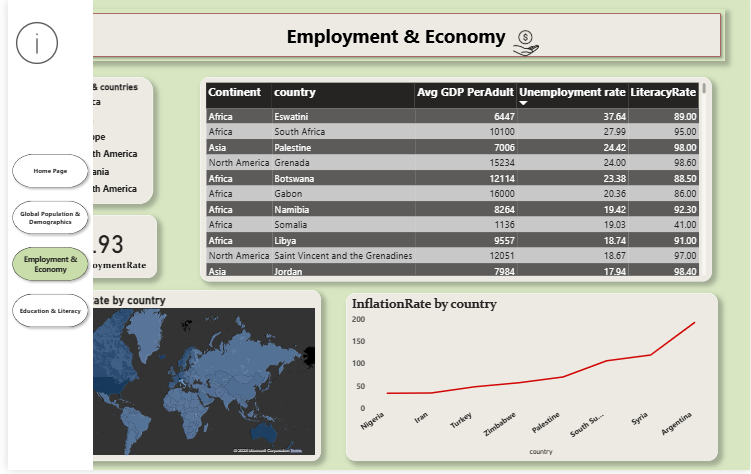 Employment & Economy
i
Home Page
Global Population &
Demographics
Employment &
Economy
Education & Literacy
& countries
ca
ope
th America
ania
th America
.93
oymentRate
Continent country Avg GDP PerAdult Unemployment rate LiteracyRate
Africa Eswatini 6447 37.64 89.00
Africa South Africa 10100 27.99 95.00
Asia Palestine 7006 24.42 98.00
North America Grenada 15234 24.00 98.60
Africa Botswana 12114 23.38 88.50
Africa Gabon 16000 20.36 86.00
Africa Namibia 8264 19.42 92.30
Africa Somalia 1136 19.03 41.00
Africa Libya 9557 18.74 91.00
North America Saint Vincent and the Grenadines 12051 18.67 97.00
Asia Jordan 7984 17.94 98.40
ate by country
InflationRate by country
200
150
100
50
0
Nigeria Iran Turkey Zimbabwe Palestine South Su... Syria Argentina
country